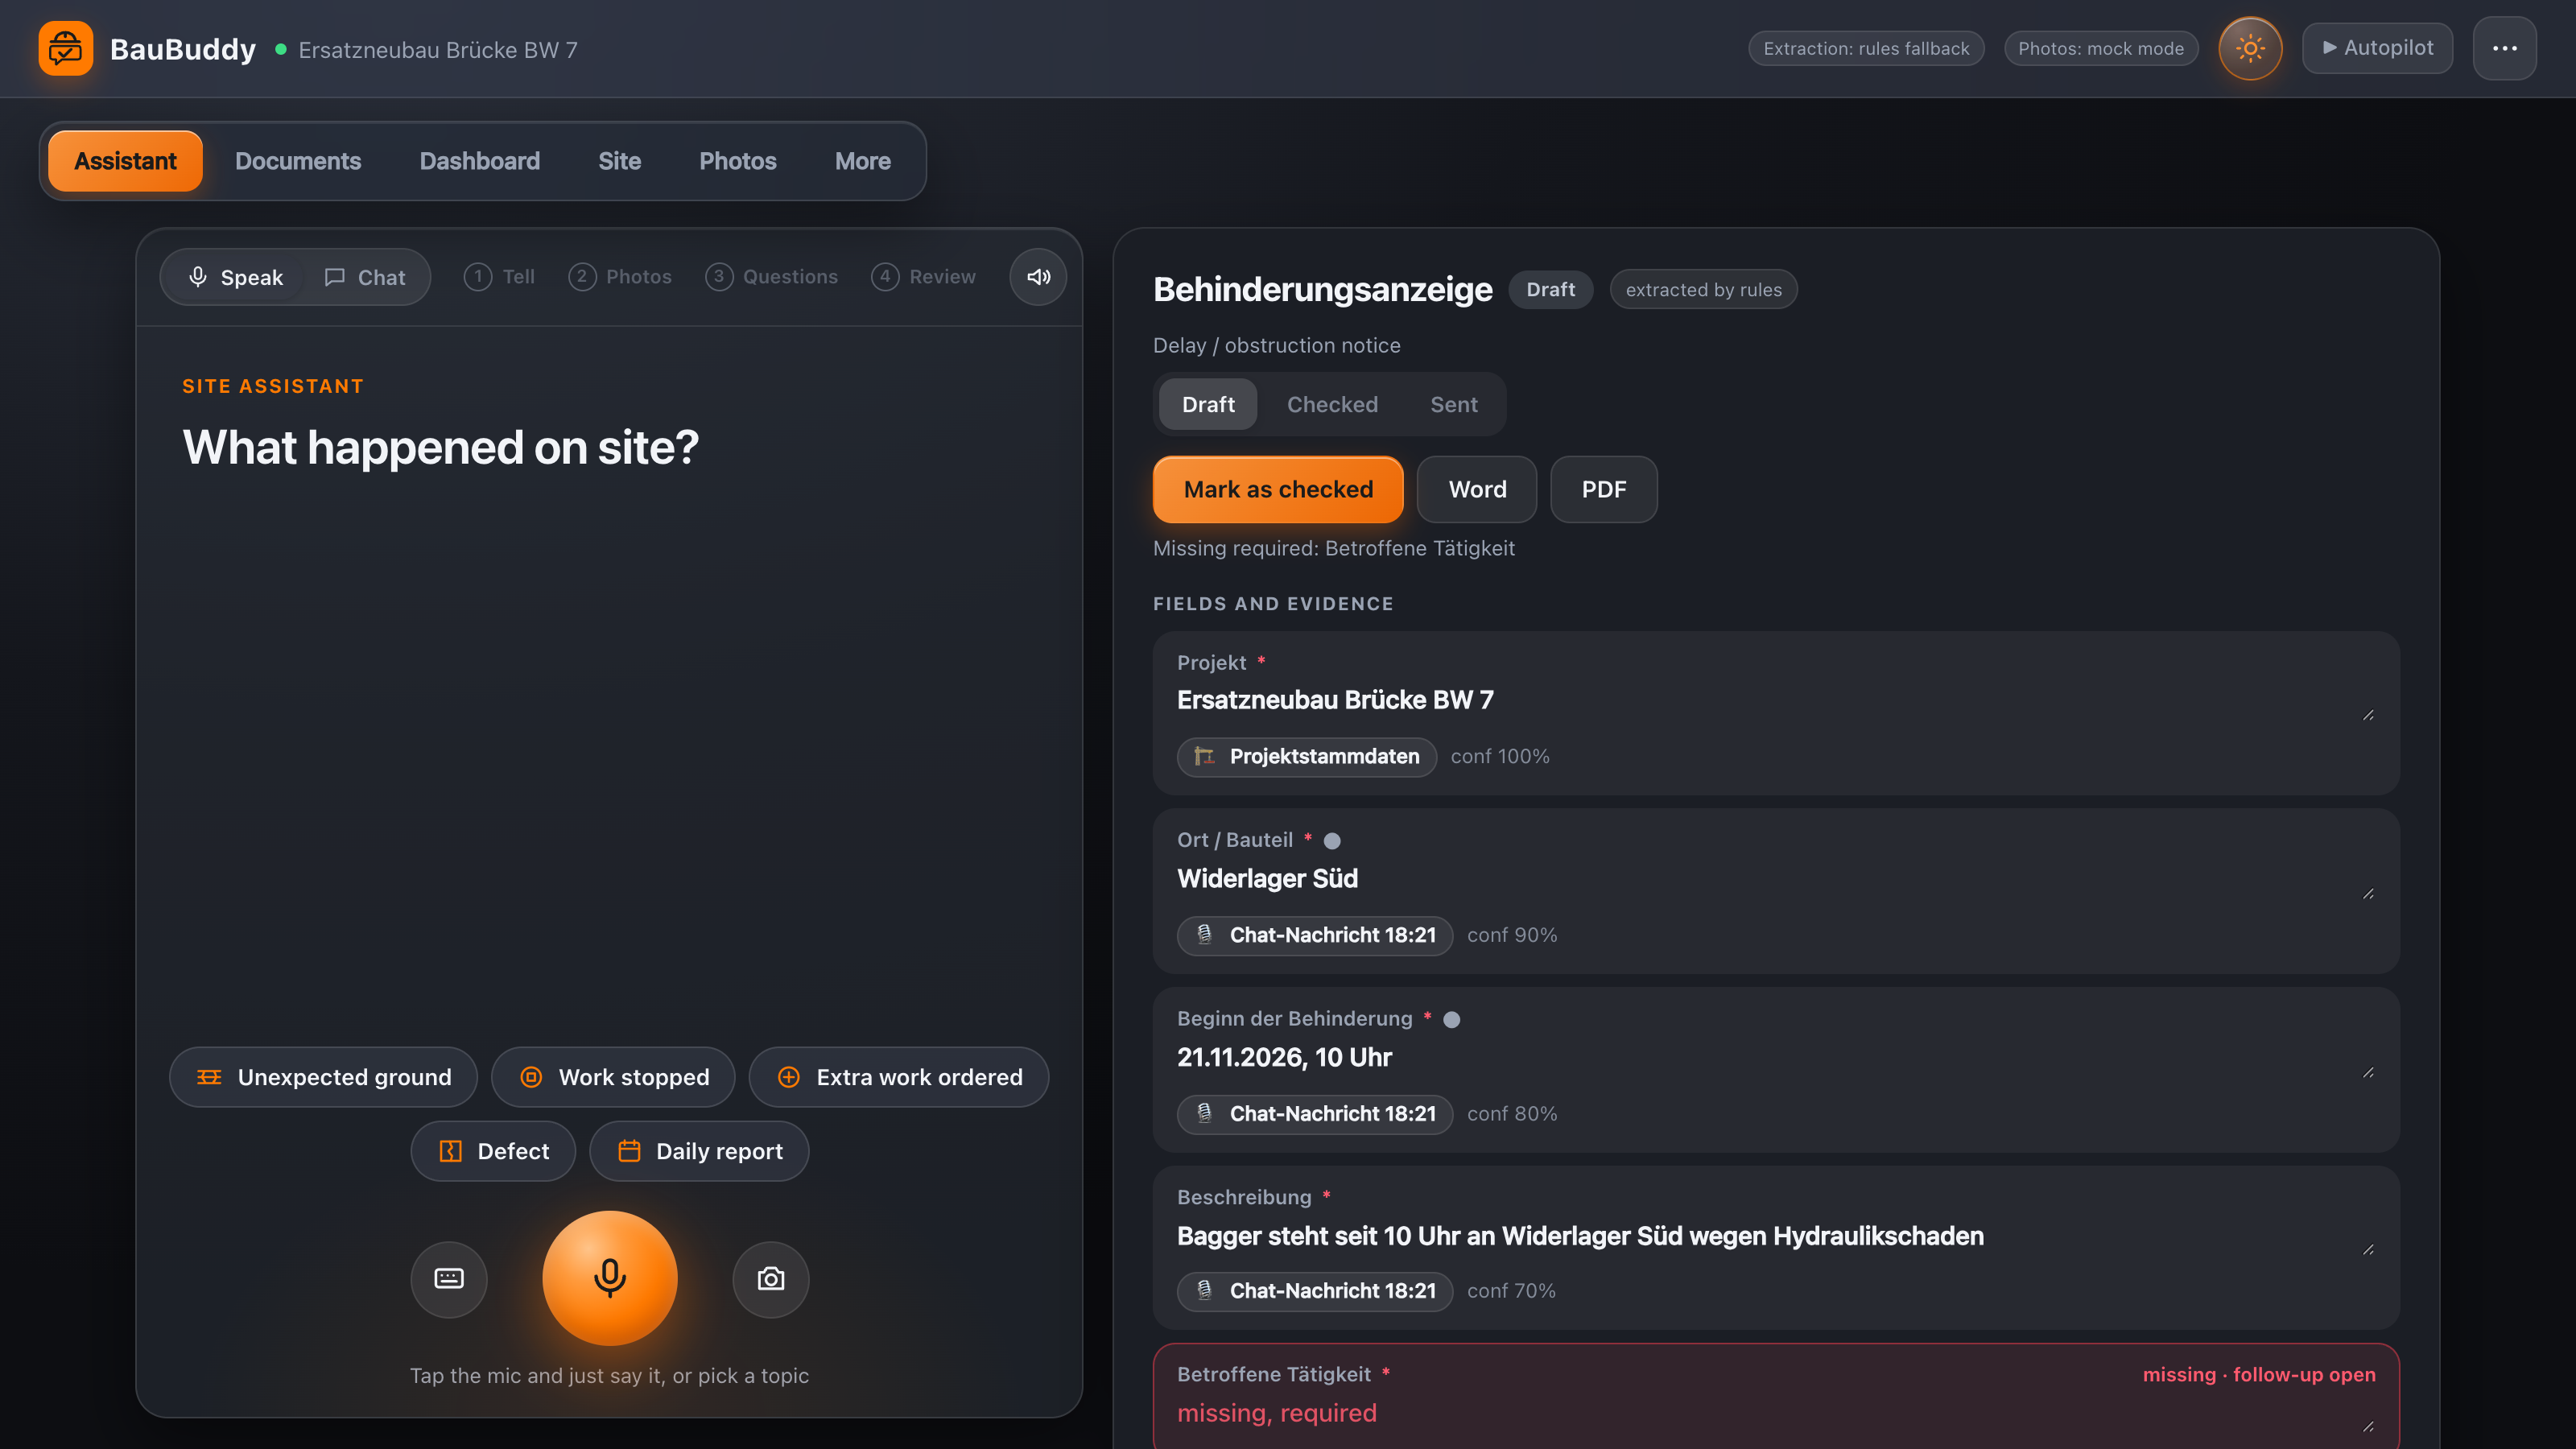 BauBuddy
Ersatzneubau Brücke BW 7
Extraction: rules fallback
Photos: mock mode
Autopilot
Assistant
Documents
Dashboard
Site
Photos
More
Speak
Chat
1 Tell
2 Photos
3 Questions
4 Review
SITE ASSISTANT
What happened on site?
Unexpected ground
Work stopped
Extra work ordered
Defect
Daily report
Tap the mic and just say it, or pick a topic
Behinderungsanzeige
Draft
extracted by rules
Delay / obstruction notice
Draft
Checked
Sent
Mark as checked
Word
PDF
Missing required: Betroffene Tätigkeit
FIELDS AND EVIDENCE
Projekt *
Ersatzneubau Brücke BW 7
Projektstammdaten
conf 100%
Ort / Bauteil *
Widerlager Süd
Chat-Nachricht 18:21
conf 90%
Beginn der Behinderung *
21.11.2026, 10 Uhr
Chat-Nachricht 18:21
conf 80%
Beschreibung *
Bagger steht seit 10 Uhr an Widerlager Süd wegen Hydraulikschaden
Chat-Nachricht 18:21
conf 70%
Betroffene Tätigkeit *
missing · follow-up open
missing, required